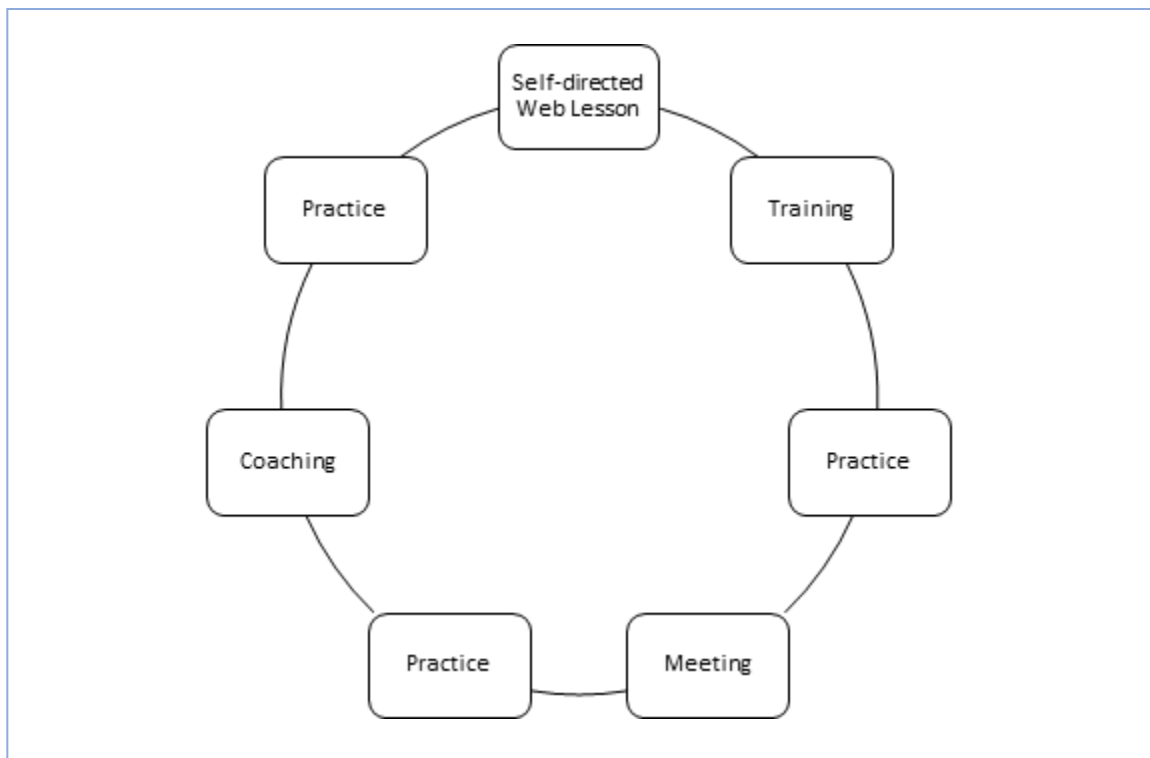 Self-directed
Web Lesson
Practice
Training
Coaching
Practice
Practice
Meeting